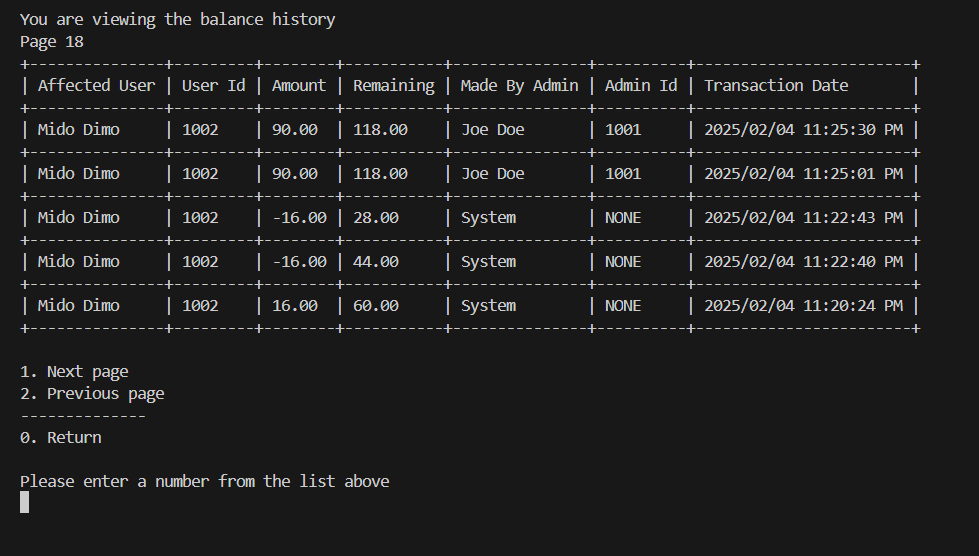 You are viewing the balance history
Page 18
+---------------+---------+--------+-----------+---------------+----------+------------------------+
| Affected User | User Id | Amount | Remaining | Made By Admin | Admin Id | Transaction Date       |
+---------------+---------+--------+-----------+---------------+----------+------------------------+
| Mido Dimo     | 1002    | 90.00  | 118.00    | Joe Doe       | 1001     | 2025/02/04 11:25:30 PM |
+---------------+---------+--------+-----------+---------------+----------+------------------------+
| Mido Dimo     | 1002    | 90.00  | 118.00    | Joe Doe       | 1001     | 2025/02/04 11:25:01 PM |
+---------------+---------+--------+-----------+---------------+----------+------------------------+
| Mido Dimo     | 1002    | -16.00 | 28.00     | System        | NONE     | 2025/02/04 11:22:43 PM |
+---------------+---------+--------+-----------+---------------+----------+------------------------+
| Mido Dimo     | 1002    | -16.00 | 44.00     | System        | NONE     | 2025/02/04 11:22:40 PM |
+---------------+---------+--------+-----------+---------------+----------+------------------------+
| Mido Dimo     | 1002    | 16.00  | 60.00     | System        | NONE     | 2025/02/04 11:20:24 PM |
+---------------+---------+--------+-----------+---------------+----------+------------------------+
1. Next page
2. Previous page
--------------
0. Return
Please enter a number from the list above